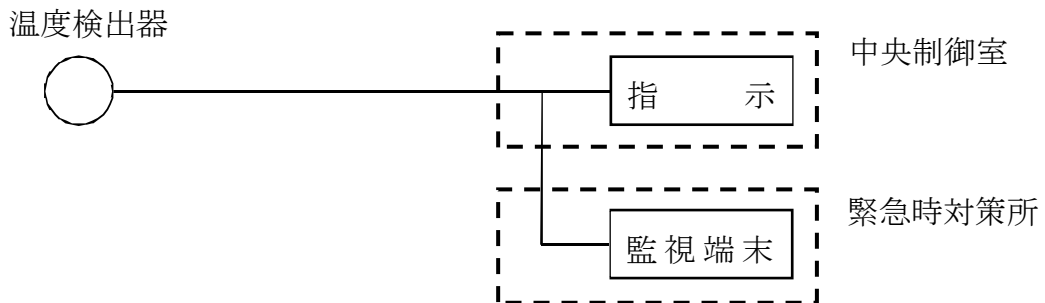 温度検出器
中央制御室
指 示
緊急時対策所
監視端末